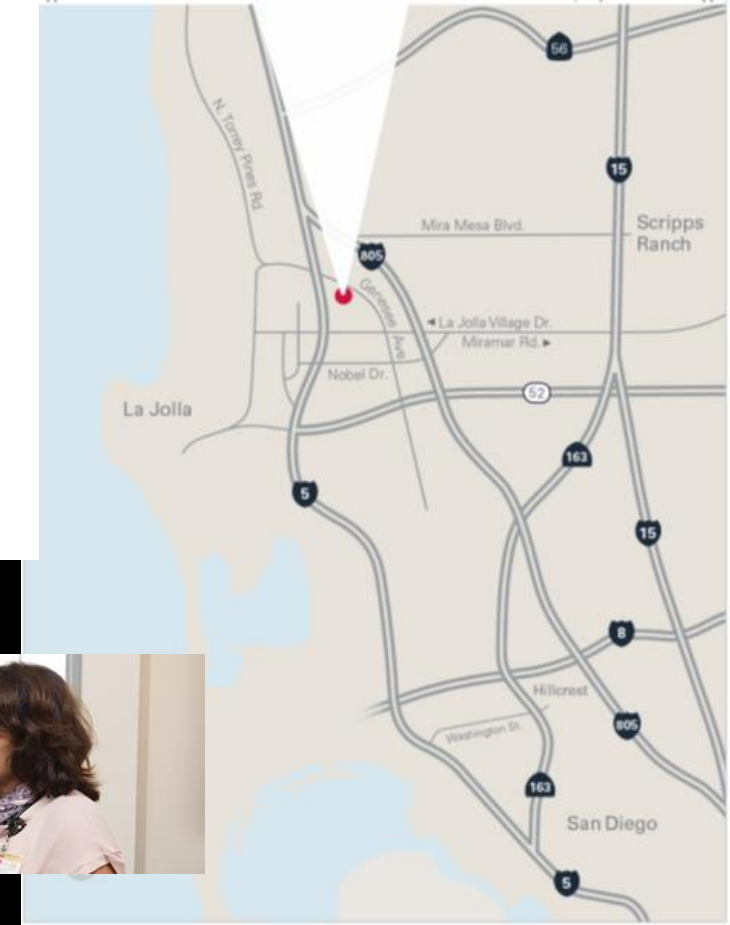 56
N. Torrey Pines Rd.
15
Mira Mesa Blvd.
Scripps
Ranch
805
Genesee Ave.
La Jolla Village Dr.
Miramar Rd.
Nobel Dr.
52
La Jolla
163
5
15
8
Hillcrest
805
Washington St.
163
San Diego
5